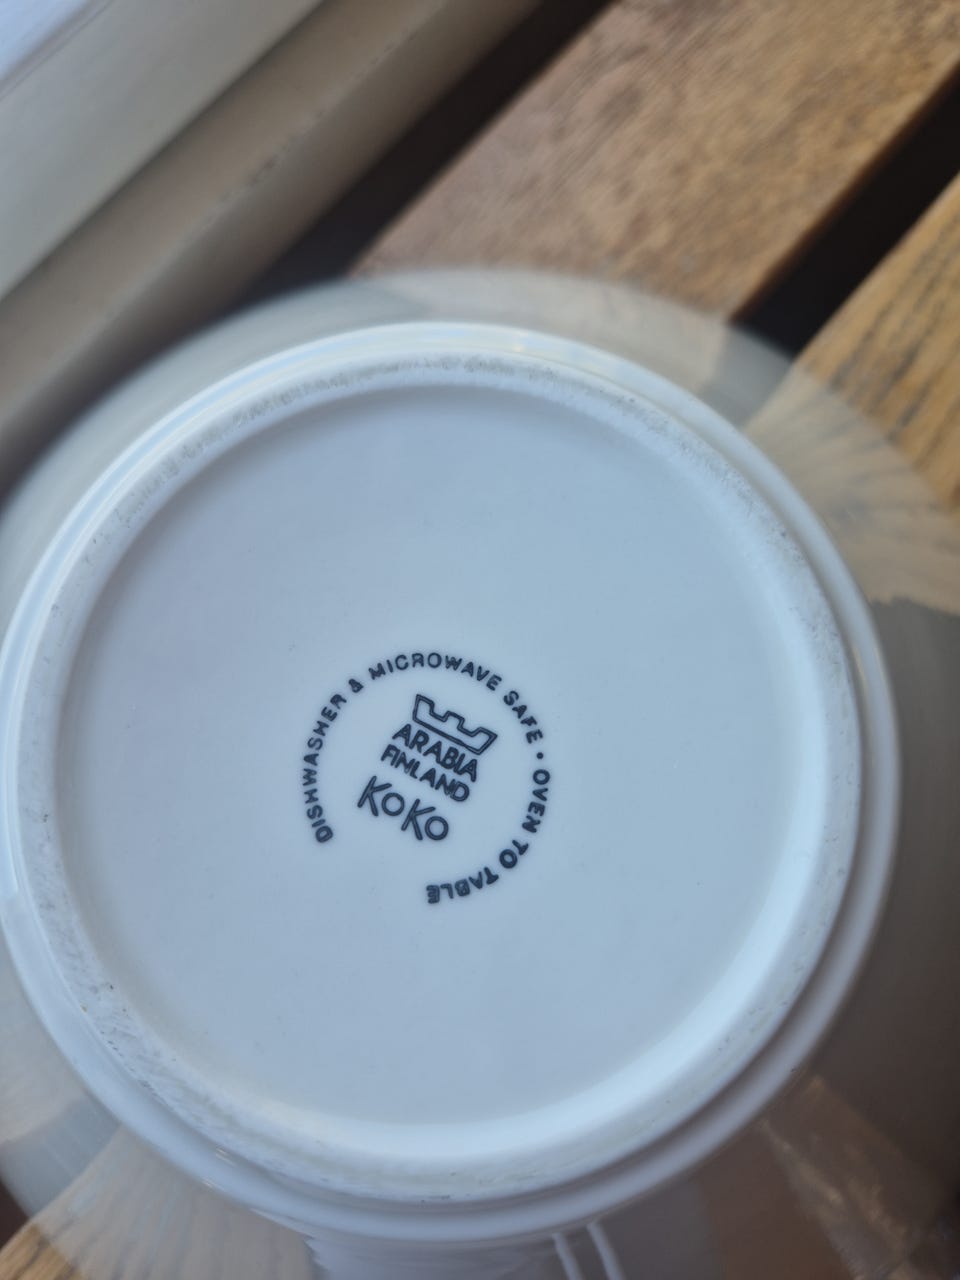 DISHWASHER & MICROWAVE SAFE • OVEN TO TABLE
ARABIA
FINLAND
KoKo